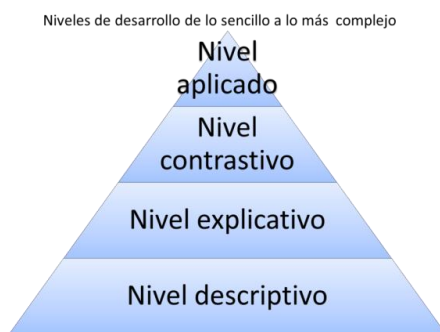 Niveles de desarrollo de lo sencillo a lo más complejo
Nivel
aplicado
Nivel
contrastivo
Nivel explicativo
Nivel descriptivo